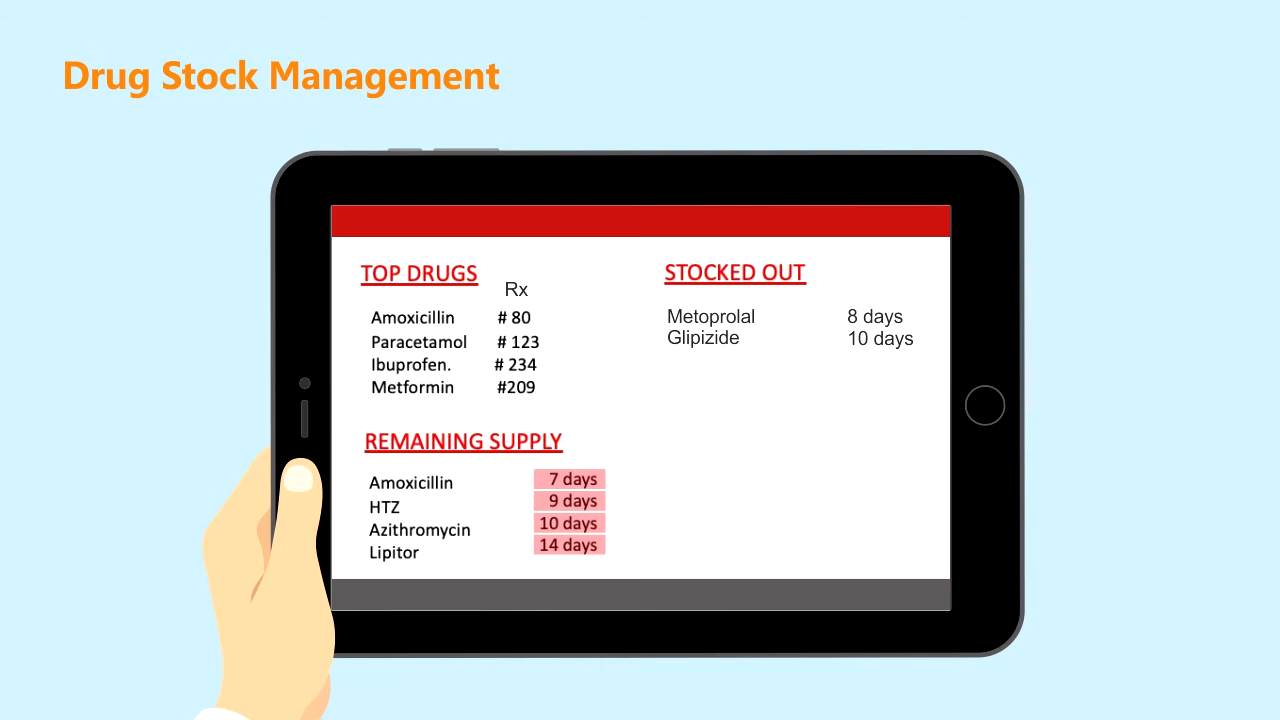 Drug Stock Management
TOP DRUGS
Rx
Amoxicillin # 80
Paracetamol # 123
Ibuprofen. # 234
Metformin #209
STOCKED OUT
Metoprolal 8 days
Glipizide 10 days
REMAINING SUPPLY
Amoxicillin 7 days
HTZ 9 days
Azithromycin 10 days
Lipitor 14 days